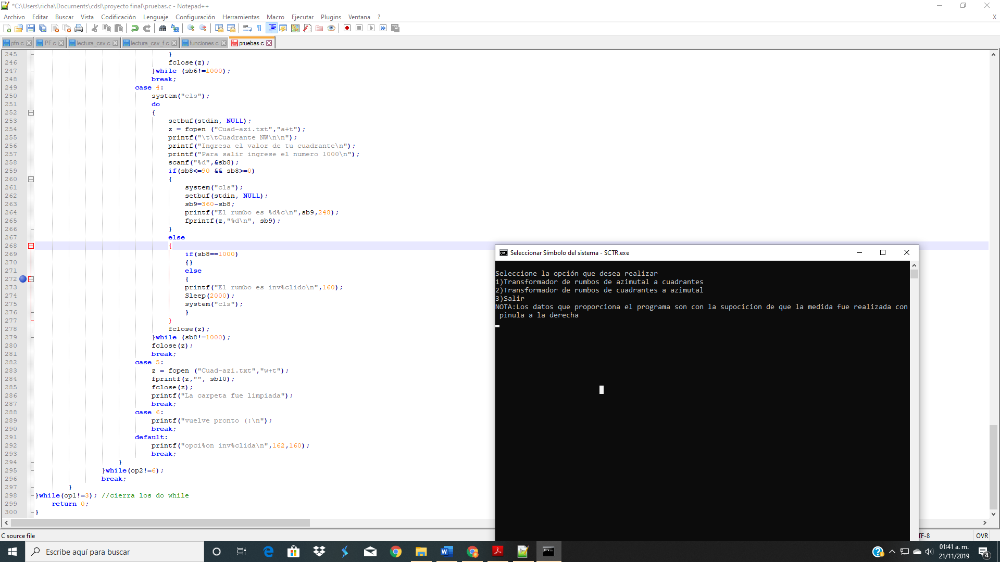 *C:\Users\richa\Documents\cdsl\proyecto final\pruebas.c - Notepad++
Archivo Editar Buscar Vista Codificación Lenguaje Configuración Herramientas Macro Ejecutar Plugins Ventana ? X
pfn.c PF.c lectura_csv.c lectura_csv_f.c funciones.c pruebas.c
245 }
246 fclose(z);
247 }while (sb6!=1000);
248 break;
249 case 4:
250 system("cls");
251 do
252 {
253 setbuf(stdin, NULL);
254 z = fopen ("Cuad-azi.txt","a+t");
255 printf("\t\tCuadrante NW\n\n");
256 printf("Ingresa el valor de tu cuadrante\n");
257 printf("Para salir ingrese el numero 1000\n");
258 scanf("%d",&sb8);
259 if(sb8<=90 && sb8>=0)
260 {
261 system("cls");
262 setbuf(stdin, NULL);
263 sb9=360-sb8;
264 printf("El rumbo es %d%c\n",sb9,248);
265 fprintf(z,"%d\n", sb9);
266 }
267 else
268 {
269 if(sb8==1000)
270 {}
271 else
272 {
273 printf("El rumbo es inv%clido\n",160);
274 Sleep(2000);
275 system("cls");
276 }
277 }
278 fclose(z);
279 }while (sb8!=1000);
280 fclose(z);
281 break;
282 case 5:
283 z = fopen ("Cuad-azi.txt","w+t");
284 fprintf(z,"", sb10);
285 fclose(z);
286 printf("La carpeta fue limpiada");
287 break;
288 case 6:
289 printf("vuelve pronto (:\n");
290 break;
291 default:
292 printf("opci%on inv%clida\n",162,160);
293 break;
294 }
295 }while(op2!=6);
296 break;
297 }
298 }while(op1!=3); //cierra los do while
299 return 0;
300 }
Seleccionar Símbolo del sistema - SCTR.exe
Seleccione la opción que desea realizar
1)Transformador de rumbos de azimutal a cuadrantes
2)Transformador de rumbos de cuadrantes a azimutal
3)Salir
NOTA:Los datos que proporciona el programa son con la supocicion de que la medida fue realizada con
pinula a la derecha
C source file TF-8 OVR
Escribe aquí para buscar
01:41 a. m.
21/11/2019
4